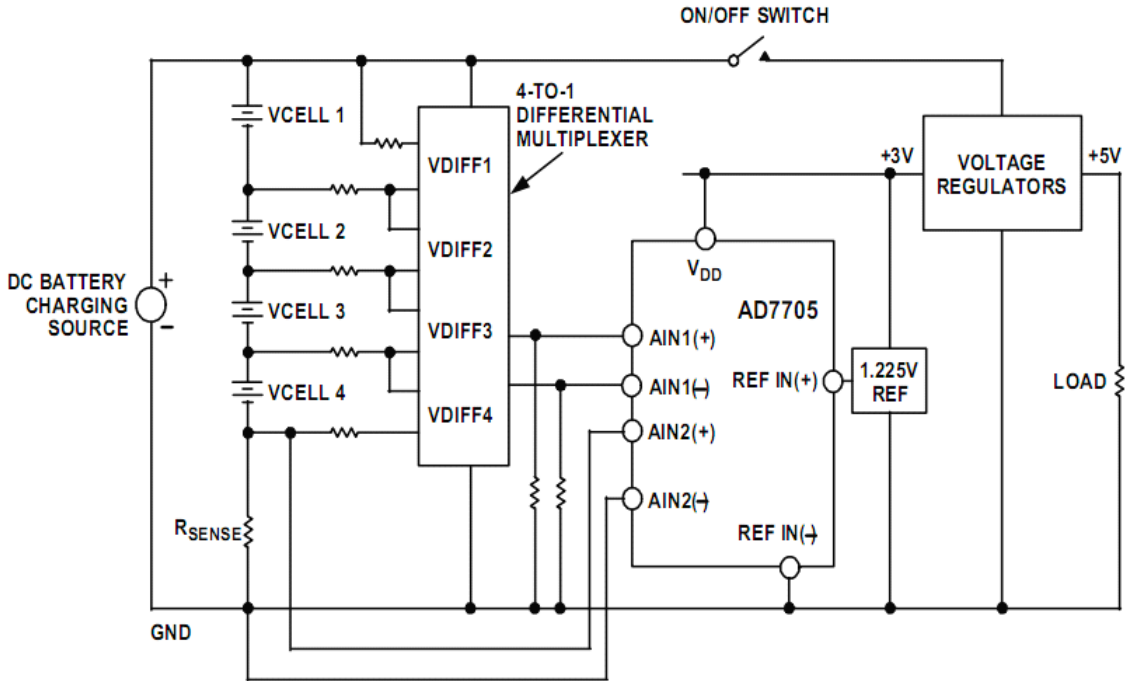 ON/OFF SWITCH
4-TO-1
DIFFERENTIAL
MULTIPLEXER
VCELL 1
VDIFF1
+3V
VOLTAGE
REGULATORS
+5V
VCELL 2
VDIFF2
VDD
DC BATTERY
CHARGING
SOURCE
+
–
VCELL 3
VDIFF3
AD7705
AIN1(+)
REF IN(+)
1.225V
REF
LOAD
VCELL 4
AIN1(–)
VDIFF4
AIN2(+)
AIN2(–)
RSENSE
REF IN(–)
GND